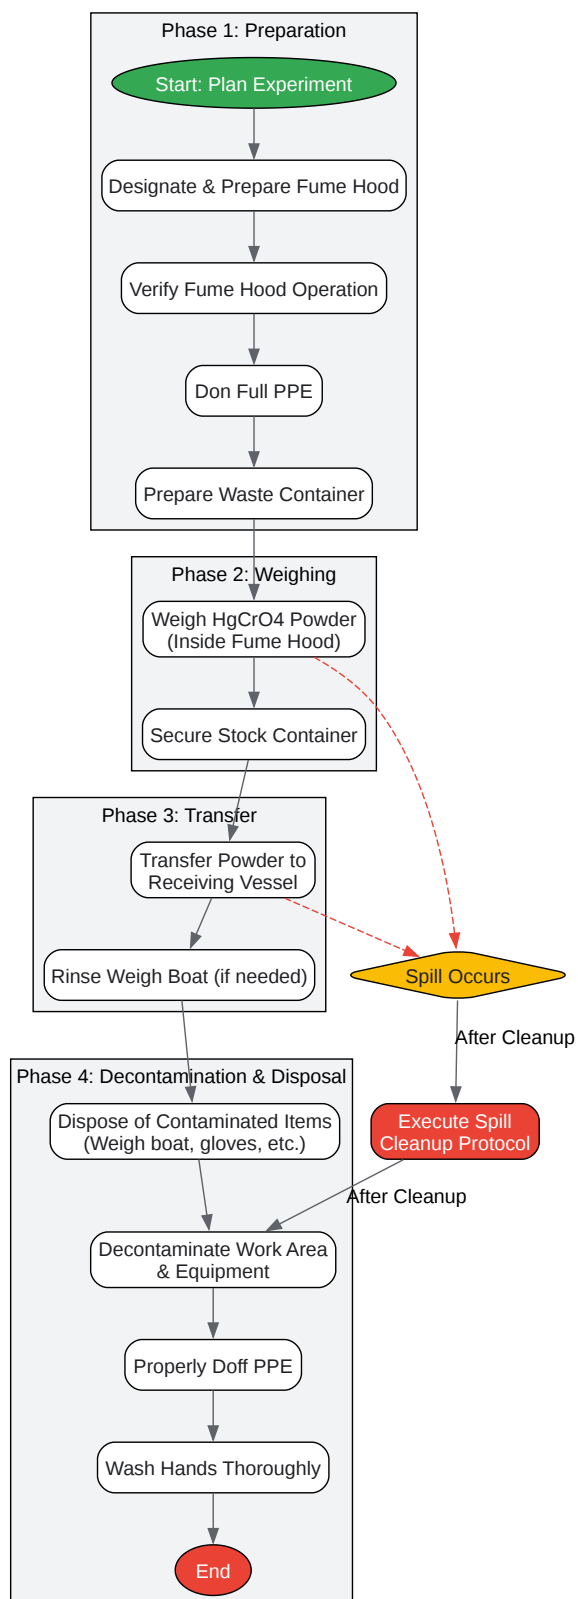 Phase 1: Preparation
Start: Plan Experiment
Designate & Prepare Fume Hood
Verify Fume Hood Operation
Don Full PPE
Prepare Waste Container
Phase 2: Weighing
Weigh HgCrO4 Powder
(Inside Fume Hood)
Secure Stock Container
Phase 3: Transfer
Transfer Powder to
Receiving Vessel
Rinse Weigh Boat (if needed)
Spill Occurs
After Cleanup
Phase 4: Decontamination & Disposal
Dispose of Contaminated Items
(Weigh boat, gloves, etc.)
Execute Spill
Cleanup Protocol
After Cleanup
Decontaminate Work Area
& Equipment
Properly Doff PPE
Wash Hands Thoroughly
End